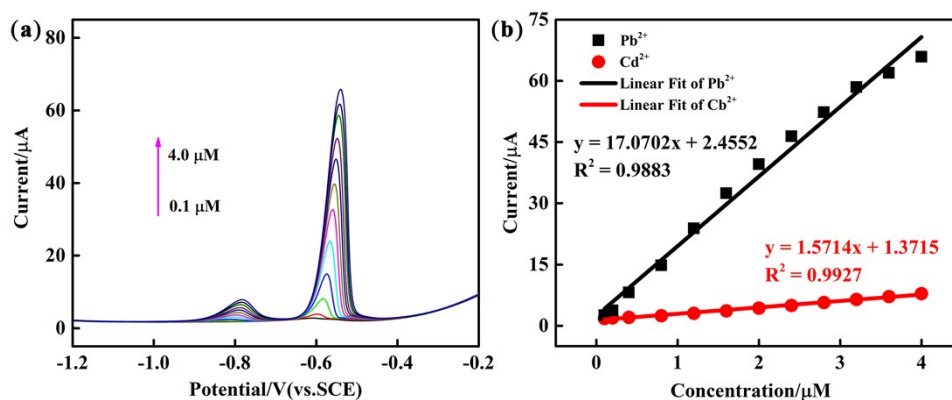 (a)
80
60
40
20
0
Current/μA
4.0 μM
0.1 μM
-1.2 -1.0 -0.8 -0.6 -0.4 -0.2
Potential/V(vs.SCE)
(b)
75
60
45
30
15
0
Current/μA
Pb²⁺
Cd²⁺
Linear Fit of Pb²⁺
Linear Fit of Cb²⁺
y = 17.0702x + 2.4552
R² = 0.9883
y = 1.5714x + 1.3715
R² = 0.9927
0 1 2 3 4
Concentration/μM